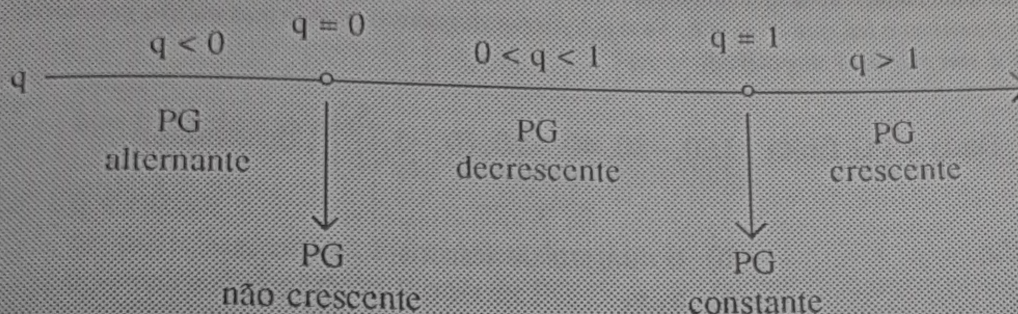 q = 0
q < 0
0 < q < 1
q = 1
q > 1
q
PG
alternante
PG
decrescente
PG
crescente
PG
não crescente
PG
constante